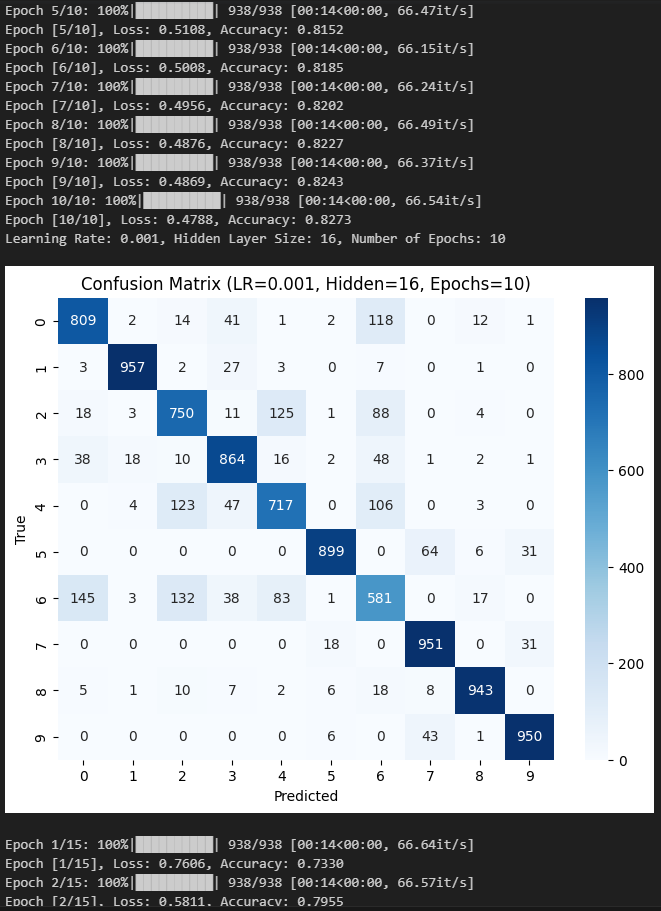 Epoch 5/10: 100%|██████████| 938/938 [00:14<00:00, 66.47it/s]
Epoch [5/10], Loss: 0.5108, Accuracy: 0.8152
Epoch 6/10: 100%|██████████| 938/938 [00:14<00:00, 66.15it/s]
Epoch [6/10], Loss: 0.5008, Accuracy: 0.8185
Epoch 7/10: 100%|██████████| 938/938 [00:14<00:00, 66.24it/s]
Epoch [7/10], Loss: 0.4956, Accuracy: 0.8202
Epoch 8/10: 100%|██████████| 938/938 [00:14<00:00, 66.49it/s]
Epoch [8/10], Loss: 0.4876, Accuracy: 0.8227
Epoch 9/10: 100%|██████████| 938/938 [00:14<00:00, 66.37it/s]
Epoch [9/10], Loss: 0.4869, Accuracy: 0.8243
Epoch 10/10: 100%|██████████| 938/938 [00:14<00:00, 66.54it/s]
Epoch [10/10], Loss: 0.4788, Accuracy: 0.8273
Learning Rate: 0.001, Hidden Layer Size: 16, Number of Epochs: 10
Confusion Matrix (LR=0.001, Hidden=16, Epochs=10)
0 809 2 14 41 1 2 118 0 12 1
1 3 957 2 27 3 0 7 0 1 0
2 18 3 750 11 125 1 88 0 4 0
3 38 18 10 864 16 2 48 1 2 1
4 0 4 123 47 717 0 106 0 3 0
5 0 0 0 0 0 899 0 64 6 31
6 145 3 132 38 83 1 581 0 17 0
7 0 0 0 0 0 18 0 951 0 31
8 5 1 10 7 2 6 18 8 943 0
9 0 0 0 0 0 6 0 43 1 950
0 1 2 3 4 5 6 7 8 9
True
Predicted
800
600
400
200
0
Epoch 1/15: 100%|██████████| 938/938 [00:14<00:00, 66.64it/s]
Epoch [1/15], Loss: 0.7606, Accuracy: 0.7330
Epoch 2/15: 100%|██████████| 938/938 [00:14<00:00, 66.57it/s]
Epoch [2/15], Loss: 0.5811, Accuracy: 0.7955